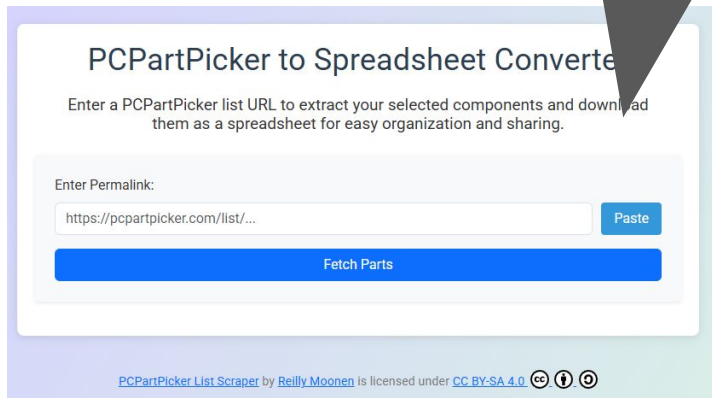 PCPartPicker to Spreadsheet Converte
Enter a PCPartPicker list URL to extract your selected components and download
them as a spreadsheet for easy organization and sharing.
Enter Permalink:
https://pcpartpicker.com/list/...
Paste
Fetch Parts
PCPartPicker List Scraper by Reilly Moonen is licensed under CC BY-SA 4.0